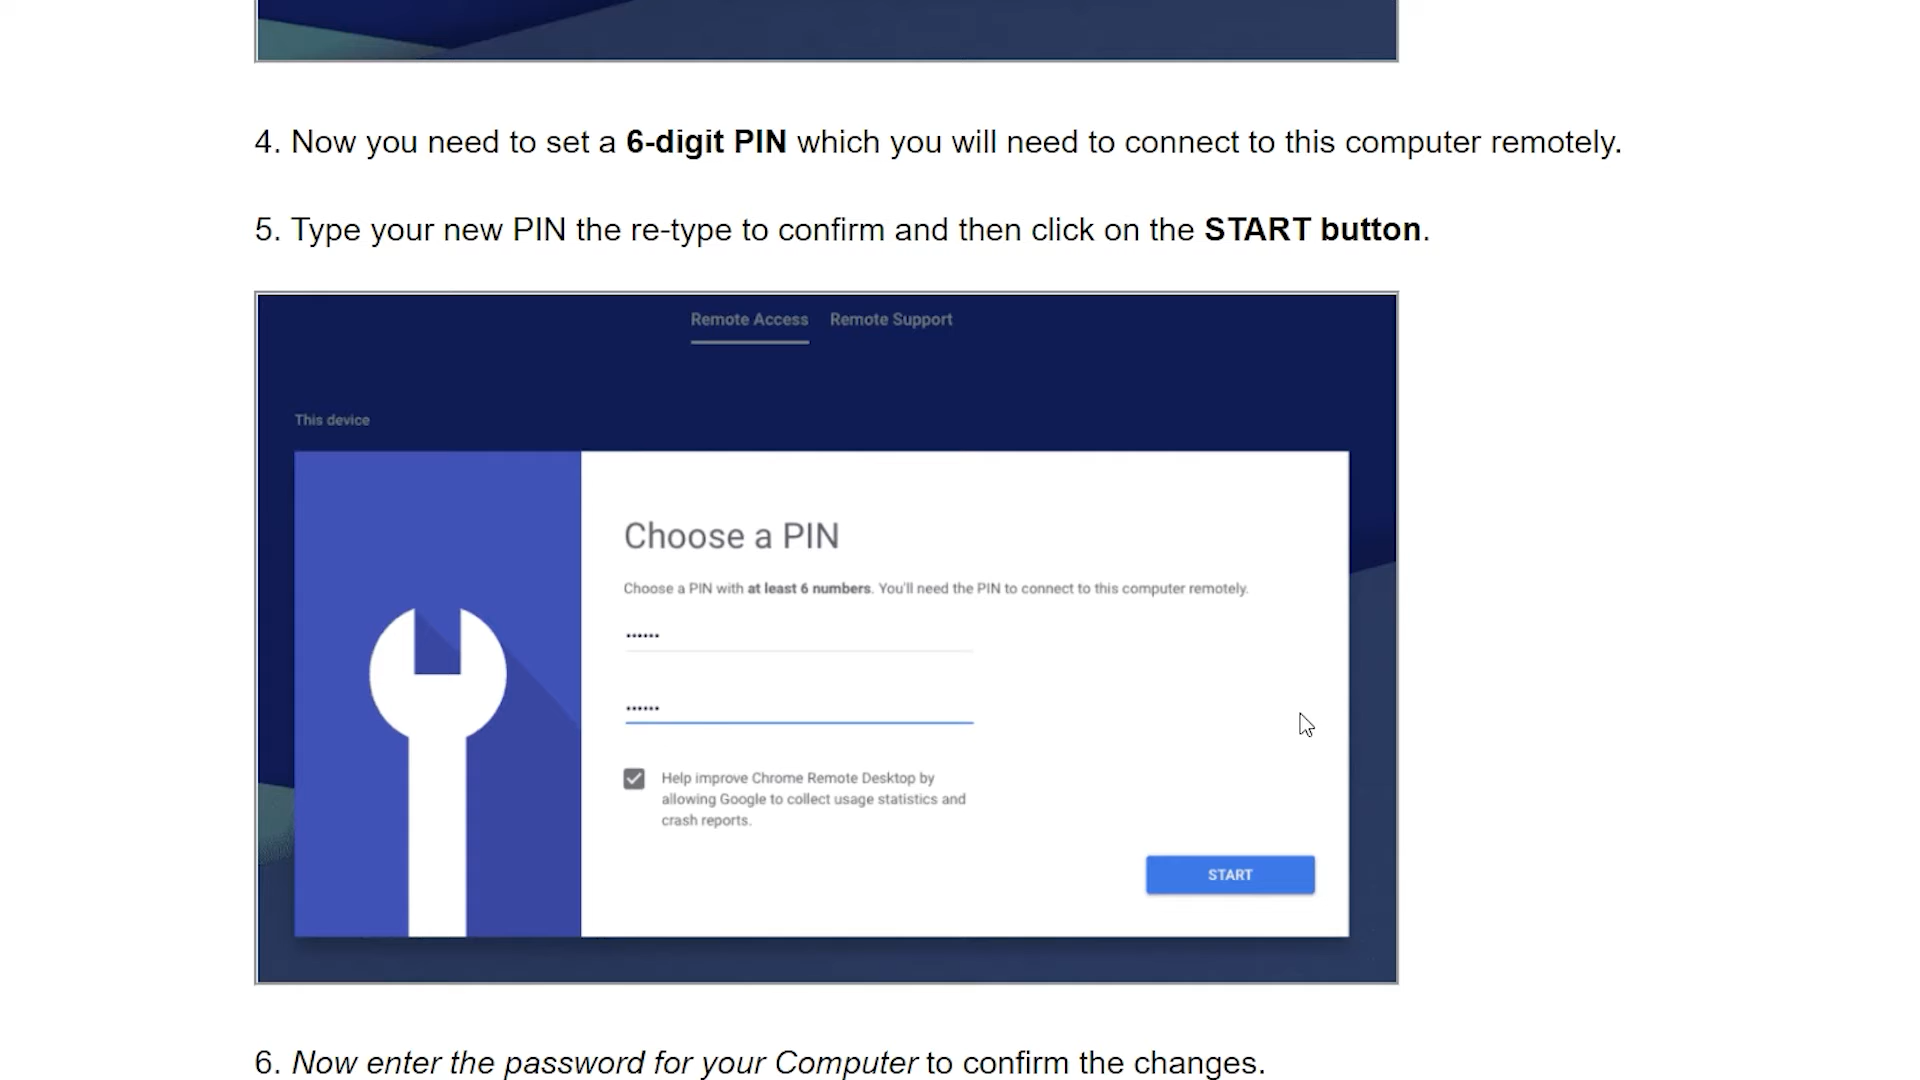 4. Now you need to set a 6-digit PIN which you will need to connect to this computer remotely.
5. Type your new PIN the re-type to confirm and then click on the START button.
Remote Access Remote Support
This device
Choose a PIN
Choose a PIN with at least 6 numbers. You'll need the PIN to connect to this computer remotely.
••••••
••••••
Help improve Chrome Remote Desktop by
allowing Google to collect usage statistics and
crash reports.
START
6. Now enter the password for your Computer to confirm the changes.